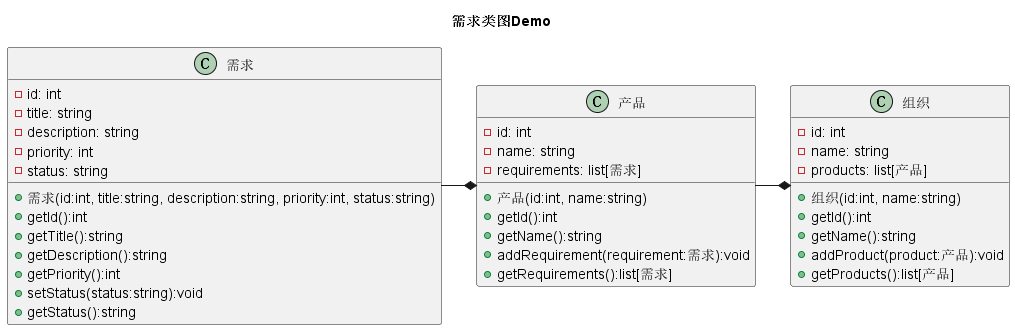 需求类图Demo
C 需求
id: int
title: string
description: string
priority: int
status: string
需求(id:int, title:string, description:string, priority:int, status:string)
getId():int
getTitle():string
getDescription():string
getPriority():int
setStatus(status:string):void
getStatus():string
C 产品
id: int
name: string
requirements: list[需求]
产品(id:int, name:string)
getId():int
getName():string
addRequirement(requirement:需求):void
getRequirements():list[需求]
C 组织
id: int
name: string
products: list[产品]
组织(id:int, name:string)
getId():int
getName():string
addProduct(product:产品):void
getProducts():list[产品]